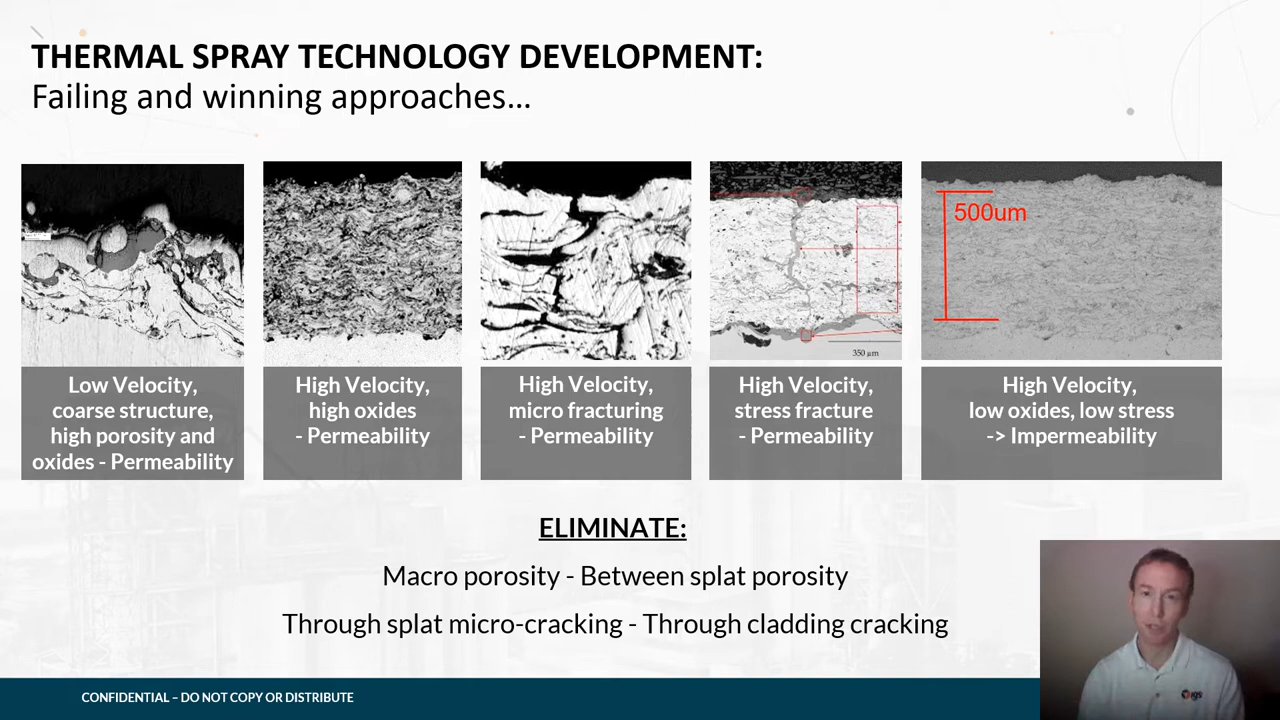 THERMAL SPRAY TECHNOLOGY DEVELOPMENT:
Failing and winning approaches...
500um
350 µm
Low Velocity,
coarse structure,
high porosity and
oxides - Permeability
High Velocity,
high oxides
- Permeability
High Velocity,
micro fracturing
- Permeability
High Velocity,
stress fracture
- Permeability
High Velocity,
low oxides, low stress
-> Impermeability
ELIMINATE:
Macro porosity - Between splat porosity
Through splat micro-cracking - Through cladding cracking
CONFIDENTIAL – DO NOT COPY OR DISTRIBUTE
igs